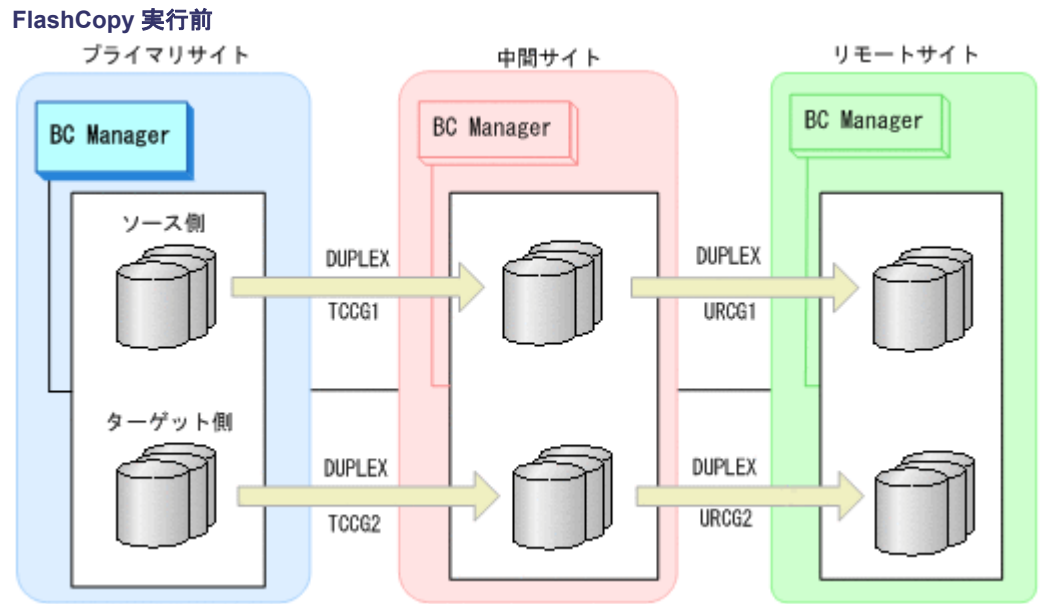 FlashCopy 実行前
プライマリサイト
中間サイト
リモートサイト
BC Manager
BC Manager
BC Manager
ソース側
DUPLEX
TCCG1
DUPLEX
URCG1
ターゲット側
DUPLEX
TCCG2
DUPLEX
URCG2